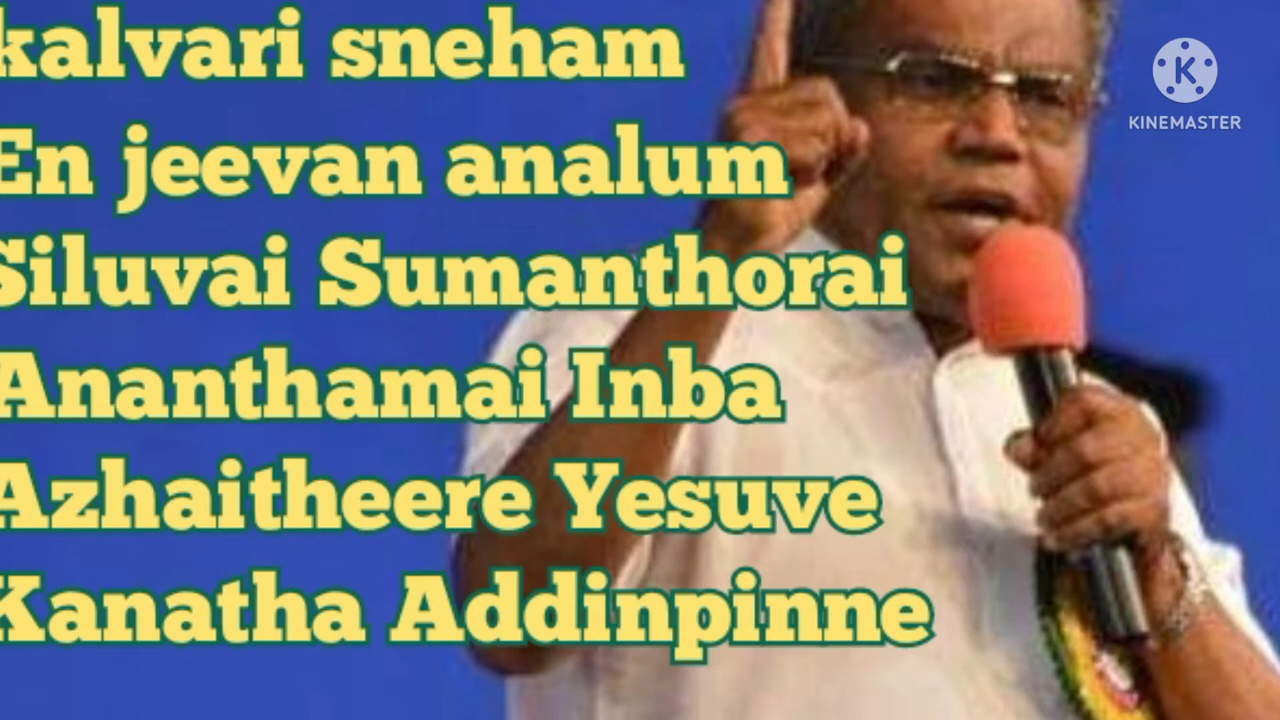 kalvari sneham
En jeevan analum
Siluvai Sumanthorai
Ananthamai Inba
Azhaitheere Yesuve
Kanatha Addinpinne
K
KINEMASTER